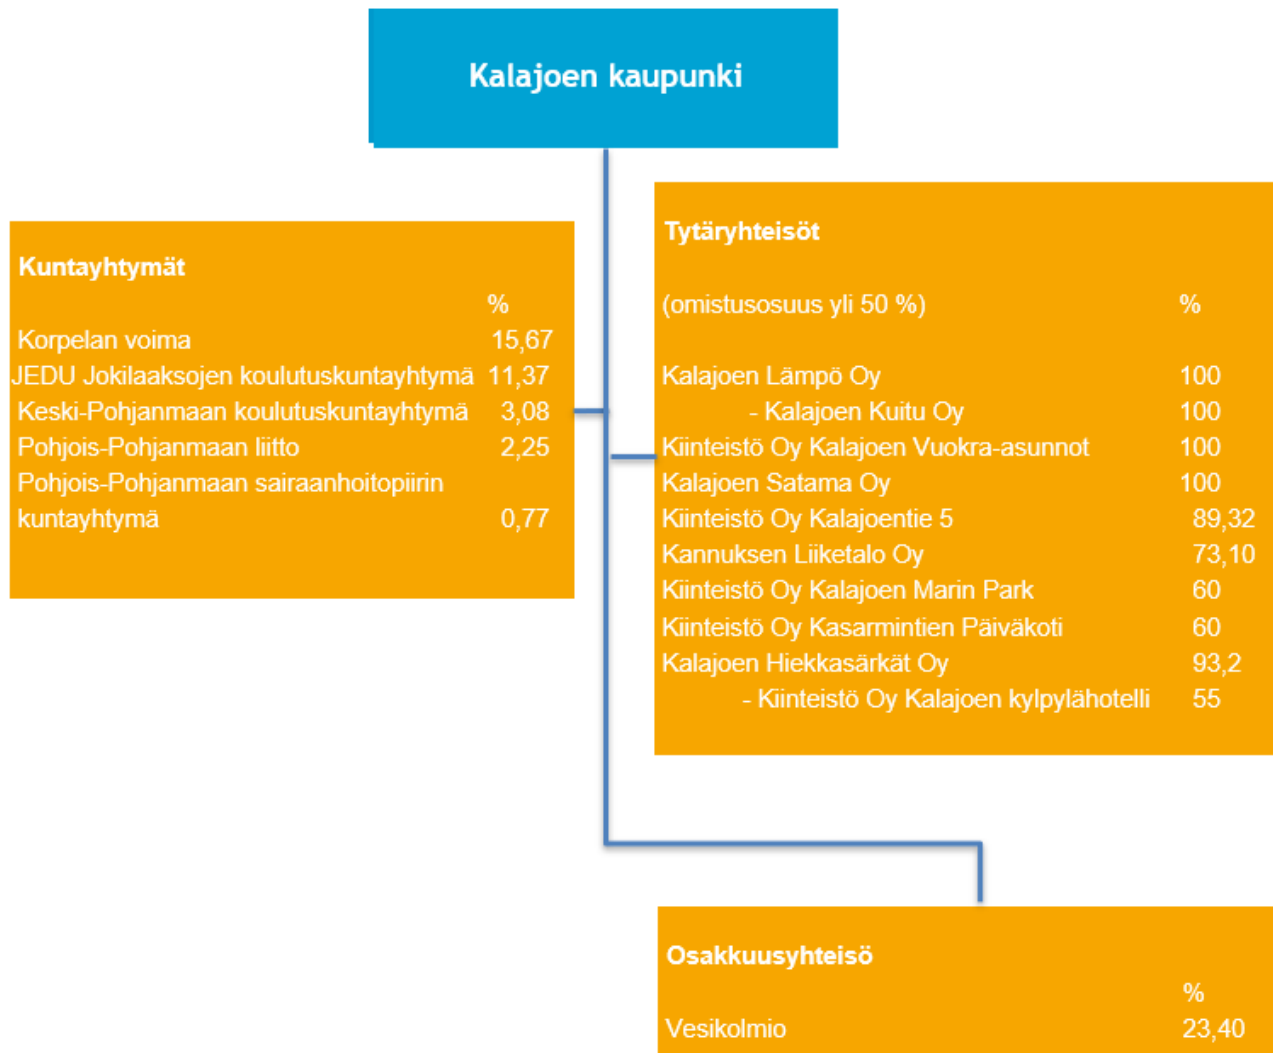 Kalajoen kaupunki
Kuntayhtymät
%
Korpelan voima 15,67
JEDU Jokilaaksojen koulutuskuntayhtymä 11,37
Keski-Pohjanmaan koulutuskuntayhtymä 3,08
Pohjois-Pohjanmaan liitto 2,25
Pohjois-Pohjanmaan sairaanhoitopiirin
kuntayhtymä 0,77
Tytäryhteisöt
(omistusosuus yli 50 %) %
Kalajoen Lämpö Oy 100
- Kalajoen Kuitu Oy 100
Kiinteistö Oy Kalajoen Vuokra-asunnot 100
Kalajoen Satama Oy 100
Kiinteistö Oy Kalajoentie 5 89,32
Kannuksen Liiketalo Oy 73,10
Kiinteistö Oy Kalajoen Marin Park 60
Kiinteistö Oy Kasarmintien Päiväkoti 60
Kalajoen Hiekkasärkät Oy 93,2
- Kiinteistö Oy Kalajoen kylpylähotelli 55
Osakkuusyhteisö
%
Vesikolmio 23,40